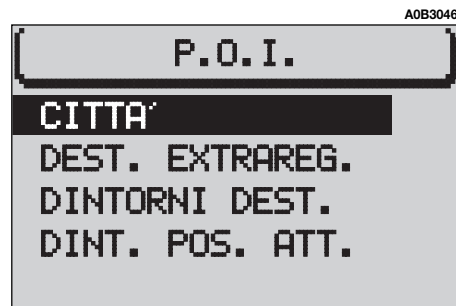 A0B3046
P.O.I.
CITTA´
DEST. EXTRAREG.
DINTORNI DEST.
DINT. POS. ATT.